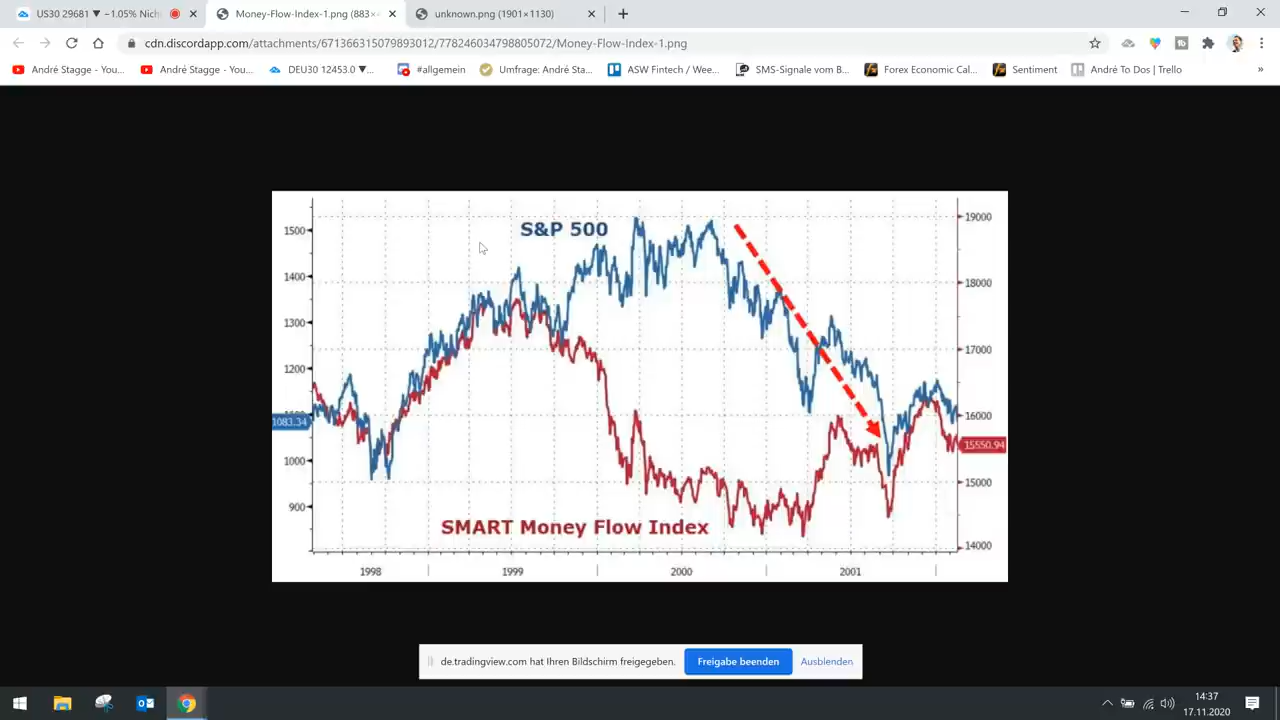 US30 29681 ▼ −1.05% Nich
Money-Flow-Index-1.png (883×
unknown.png (1901×1130)
cdn.discordapp.com/attachments/671366315079893012/778246034798805072/Money-Flow-Index-1.png
André Stagge - You...
André Stagge - You...
DEU30 12453.0 ▼...
#allgemein
Umfrage: André Sta...
ASW Fintech / Wee...
SMS-Signale vom B...
Forex Economic Cal...
Sentiment
André To Dos | Trello
»
S&P 500
1500
1400
1300
1200
1000
900
1083.34
19000
18000
17000
16000
15550.94
15000
14000
SMART Money Flow Index
1998
1999
2000
2001
de.tradingview.com hat Ihren Bildschirm freigegeben.
Freigabe beenden
Ausblenden
14:37
17.11.2020